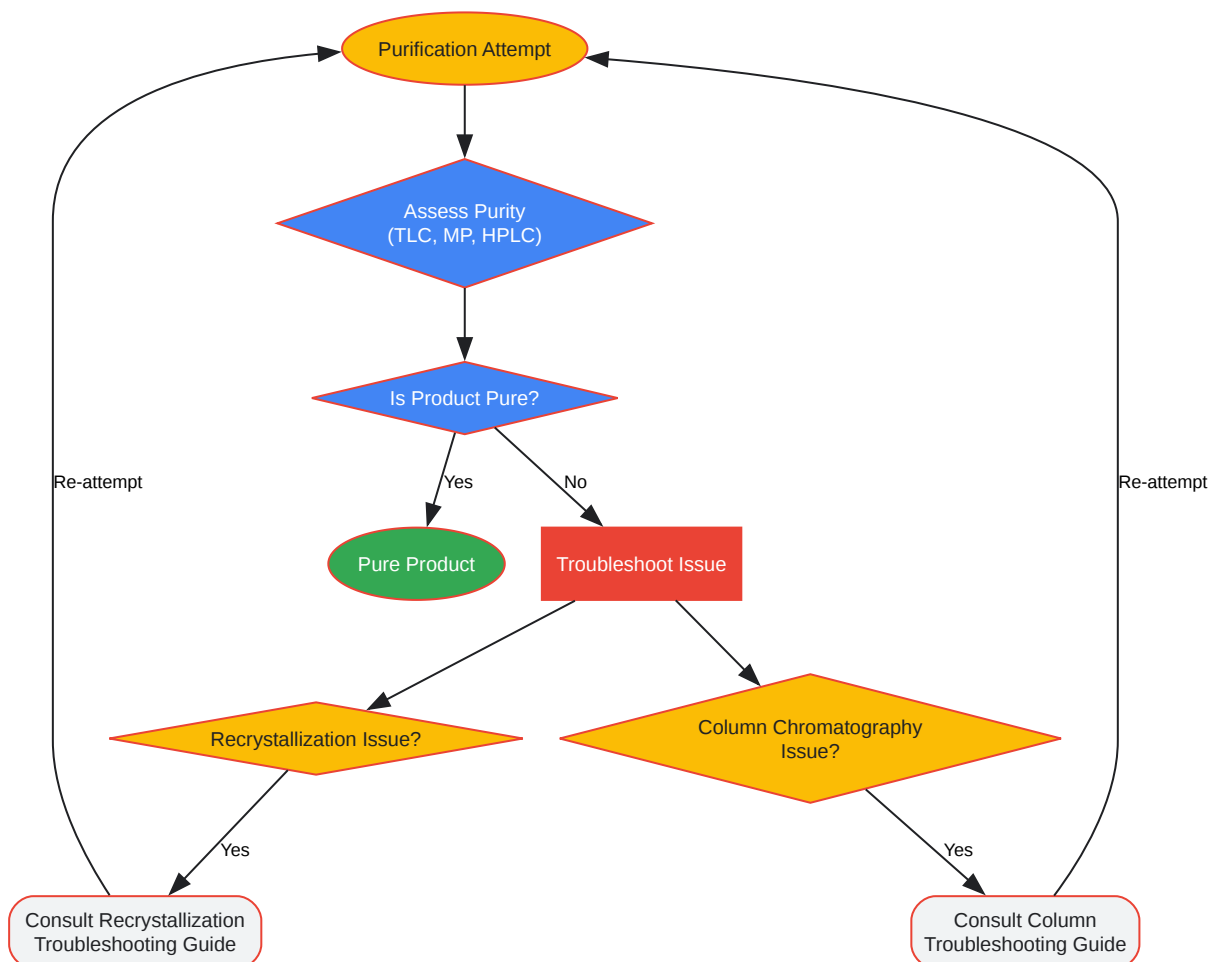 Purification Attempt
Assess Purity
(TLC, MP, HPLC)
Is Product Pure?
Re-attempt
Yes
No
Re-attempt
Pure Product
Troubleshoot Issue
Recrystallization Issue?
Column Chromatography
Issue?
Yes
Yes
Consult Recrystallization
Troubleshooting Guide
Consult Column
Troubleshooting Guide